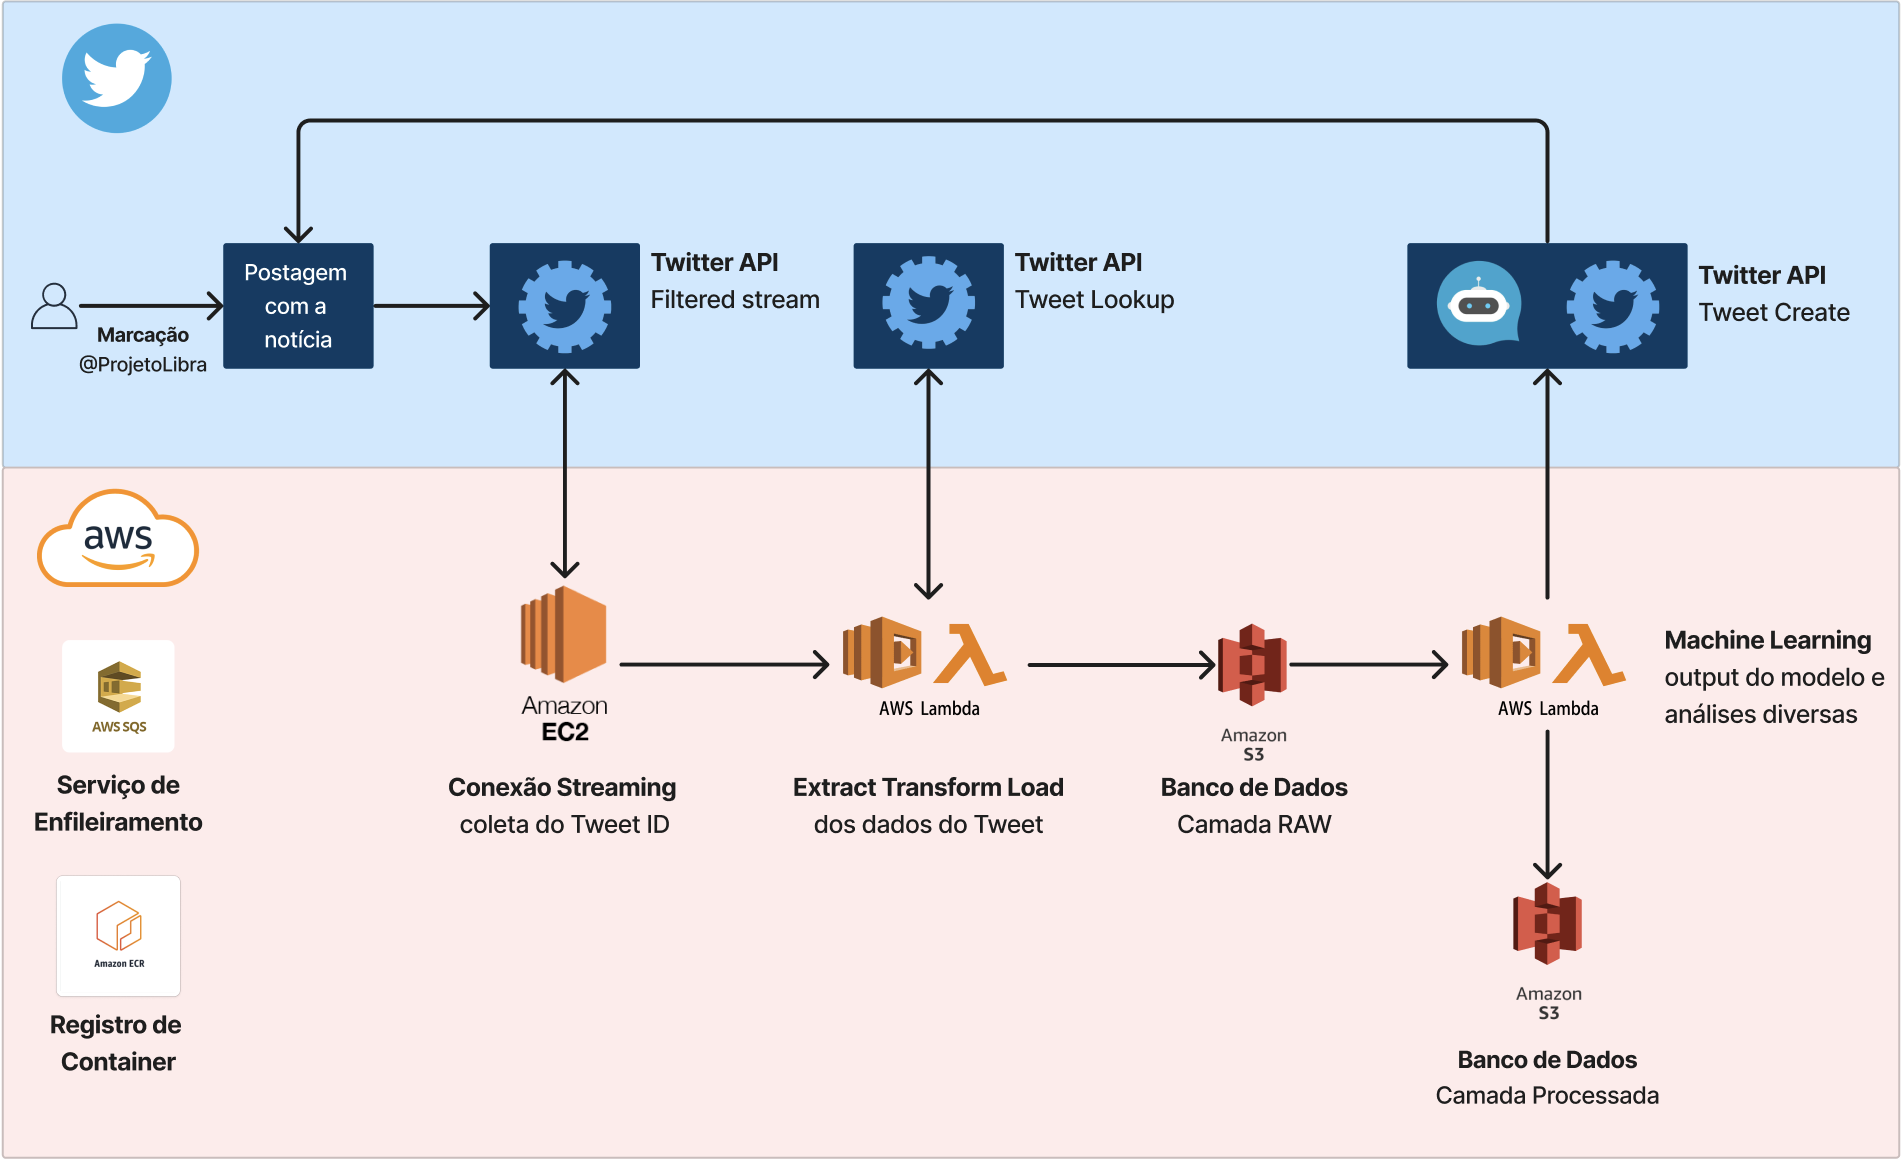 Postagem
com a
notícia
Marcação
@ProjetoLibra
Twitter API
Filtered stream
Twitter API
Tweet Lookup
Twitter API
Tweet Create
aws
AWS SQS
Serviço de
Enfileiramento
Amazon ECR
Registro de
Container
Amazon
EC2
Conexão Streaming
coleta do Tweet ID
AWS Lambda
Extract Transform Load
dos dados do Tweet
Amazon
S3
Banco de Dados
Camada RAW
AWS Lambda
Machine Learning
output do modelo e
análises diversas
Amazon
S3
Banco de Dados
Camada Processada